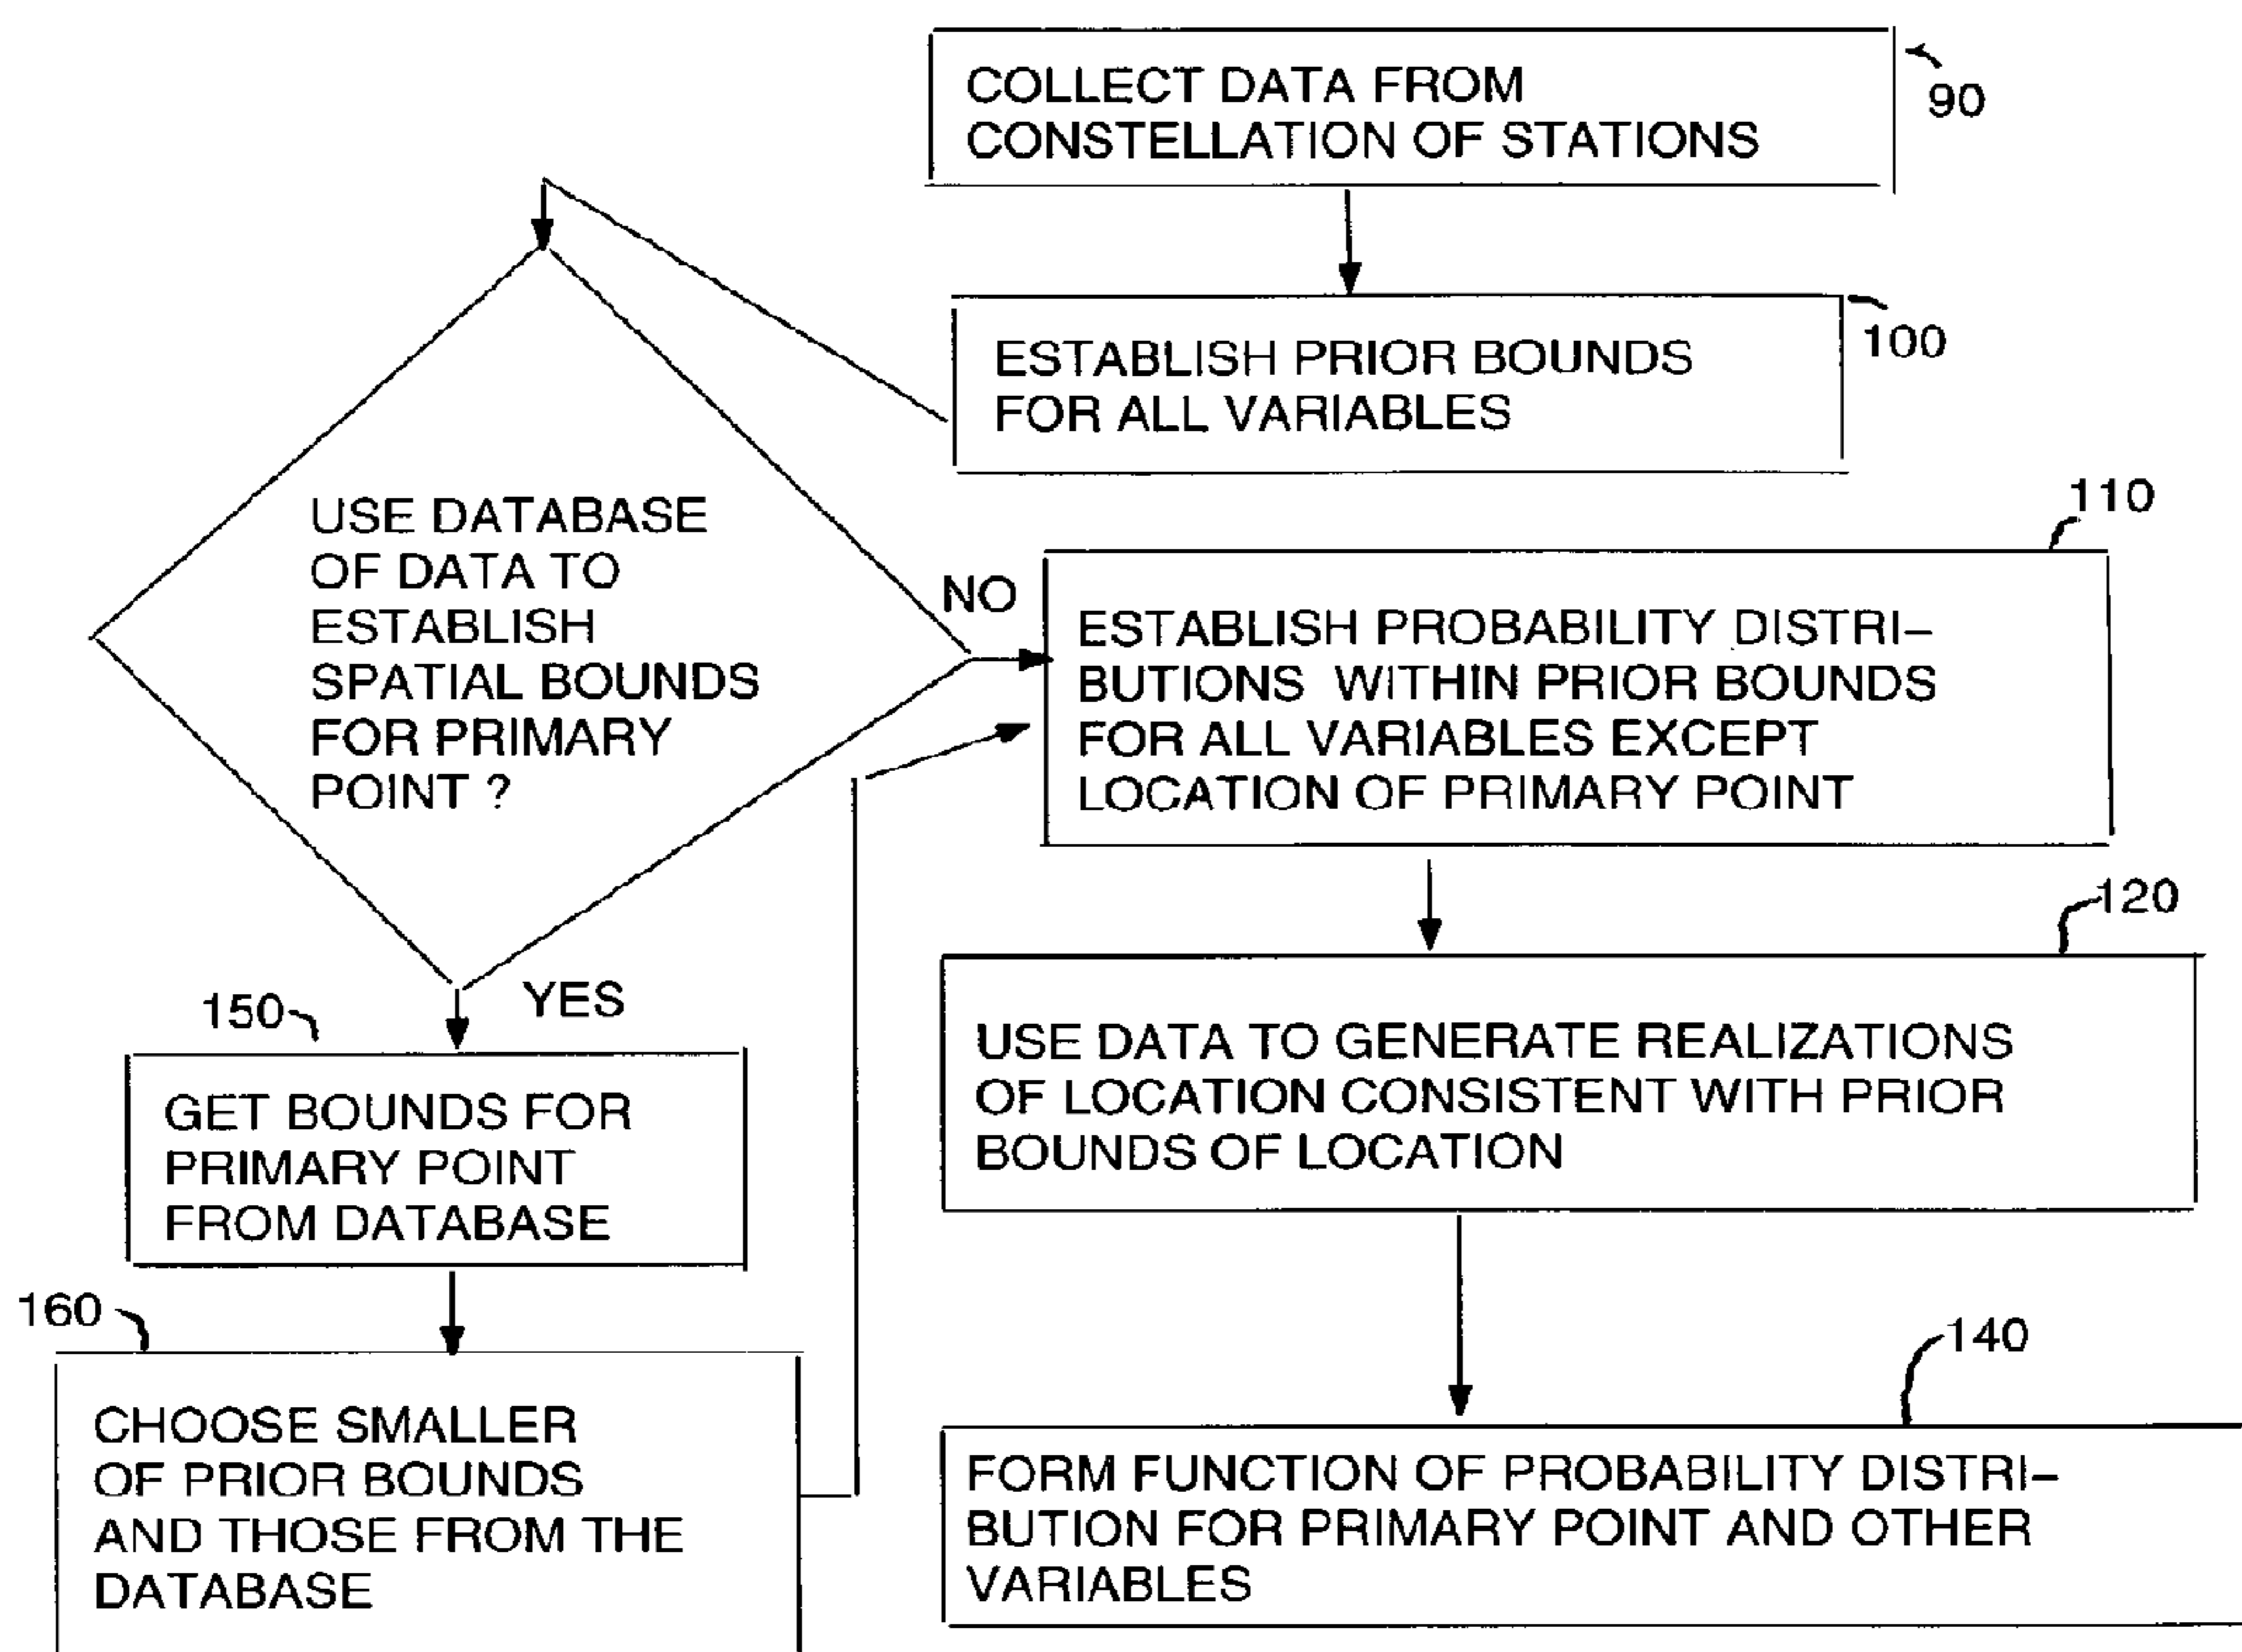 COLLECT DATA FROM
CONSTELLATION OF STATIONS
90
ESTABLISH PRIOR BOUNDS
FOR ALL VARIABLES
100
USE DATABASE
OF DATA TO
ESTABLISH
SPATIAL BOUNDS
FOR PRIMARY
POINT ?
NO
YES
110
ESTABLISH PROBABILITY DISTRI–
BUTIONS WITHIN PRIOR BOUNDS
FOR ALL VARIABLES EXCEPT
LOCATION OF PRIMARY POINT
120
USE DATA TO GENERATE REALIZATIONS
OF LOCATION CONSISTENT WITH PRIOR
BOUNDS OF LOCATION
150
GET BOUNDS FOR
PRIMARY POINT
FROM DATABASE
160
CHOOSE SMALLER
OF PRIOR BOUNDS
AND THOSE FROM THE
DATABASE
140
FORM FUNCTION OF PROBABILITY DISTRI–
BUTION FOR PRIMARY POINT AND OTHER
VARIABLES